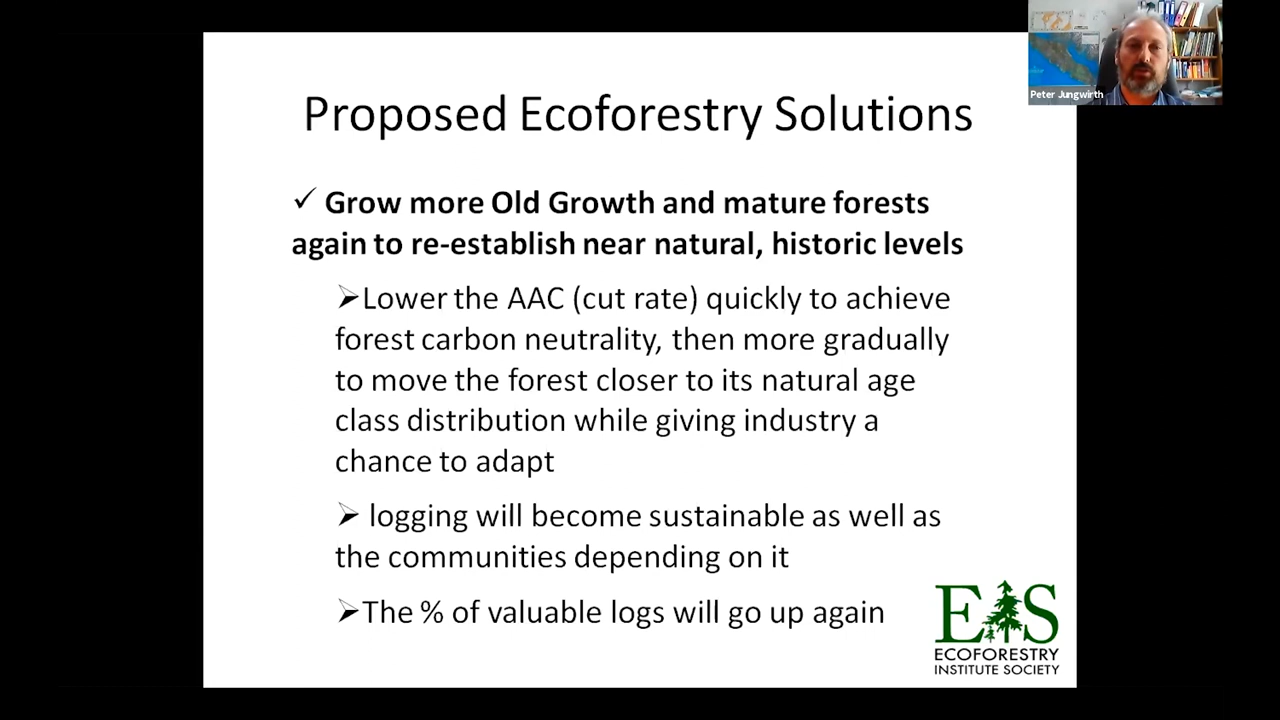 Proposed Ecoforestry Solutions
Peter Jungwirth
✓ Grow more Old Growth and mature forests
again to re-establish near natural, historic levels
➢Lower the AAC (cut rate) quickly to achieve
forest carbon neutrality, then more gradually
to move the forest closer to its natural age
class distribution while giving industry a
chance to adapt
➢ logging will become sustainable as well as
the communities depending on it
➢The % of valuable logs will go up again
EIS
ECOFORESTRY
INSTITUTE SOCIETY